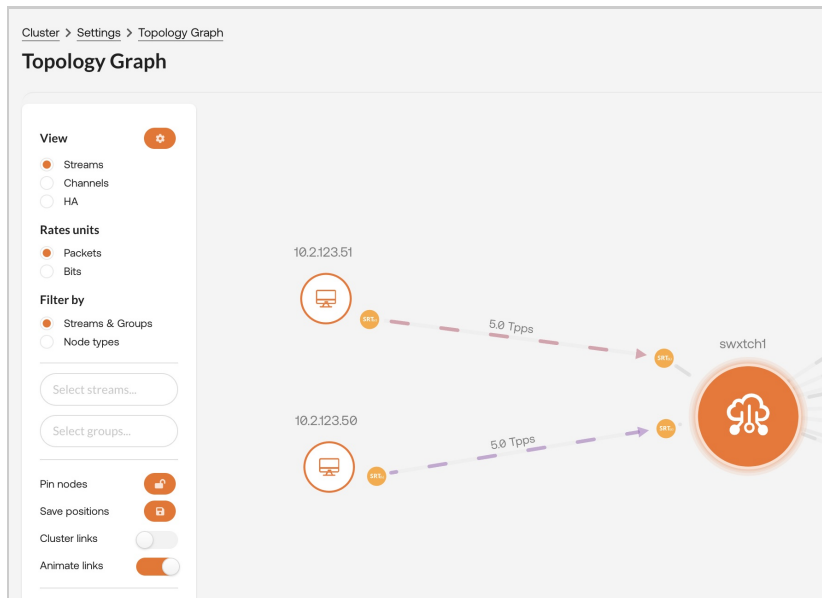 Cluster > Settings > Topology Graph
Topology Graph
View
Streams
Channels
HA
Rates units
Packets
Bits
Filter by
Streams & Groups
Node types
Select streams...
Select groups...
Pin nodes
Save positions
Cluster links
Animate links
10.2.123.51
5.0 Tpps
swxtch1
10.2.123.50
5.0 Tpps